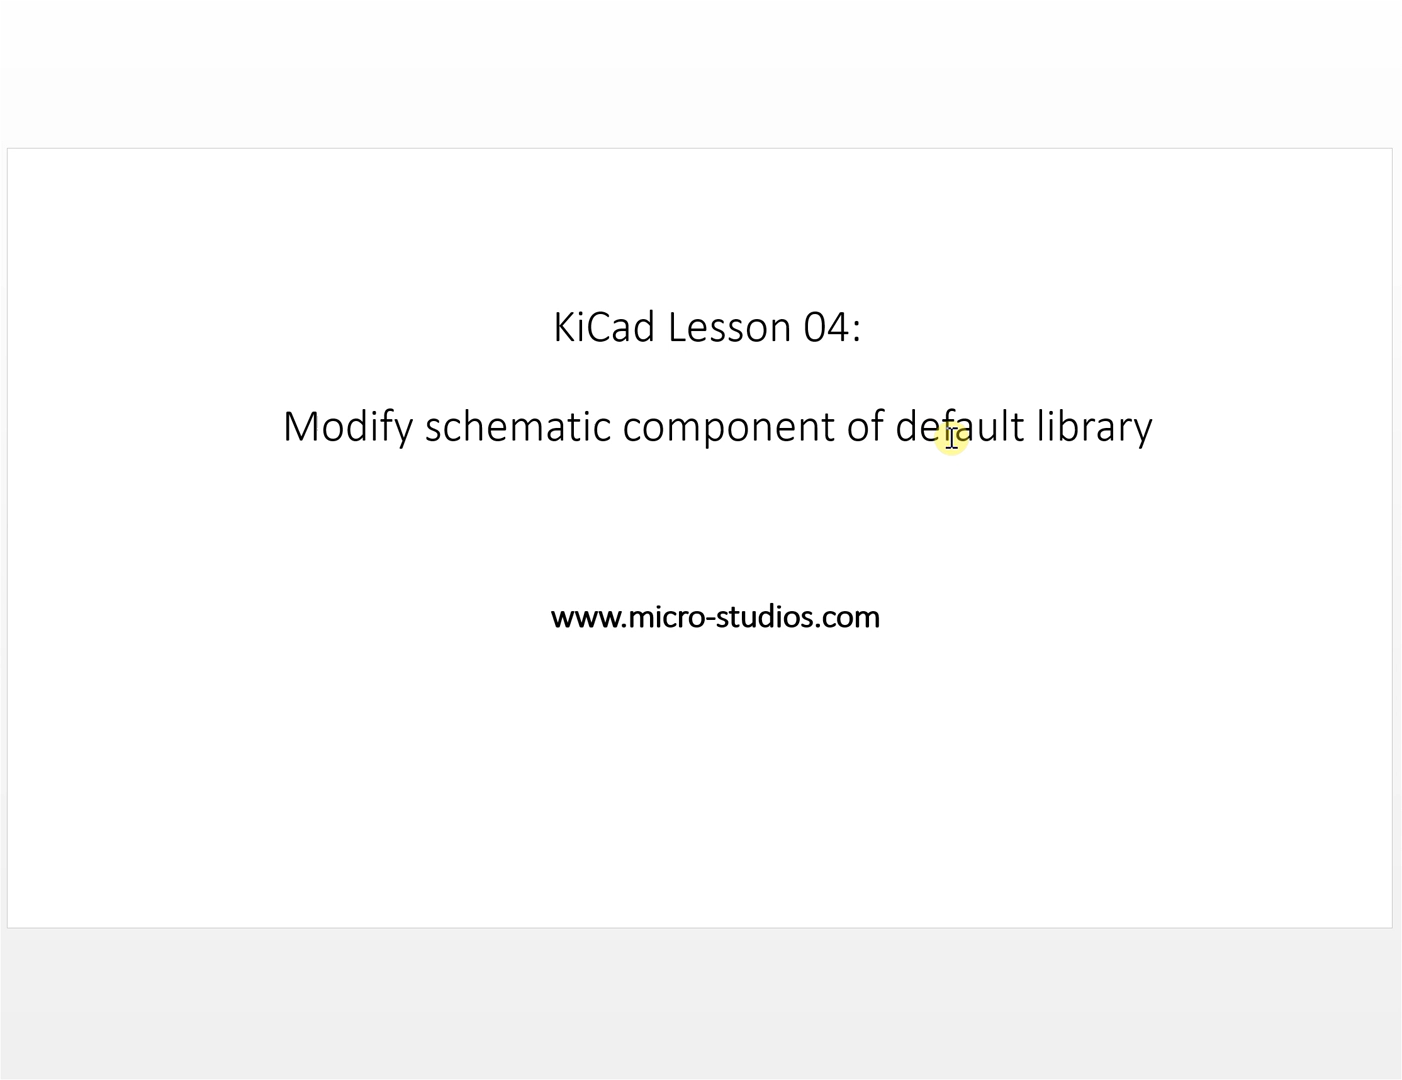 KiCad Lesson 04:
Modify schematic component of default library
www.micro-studios.com